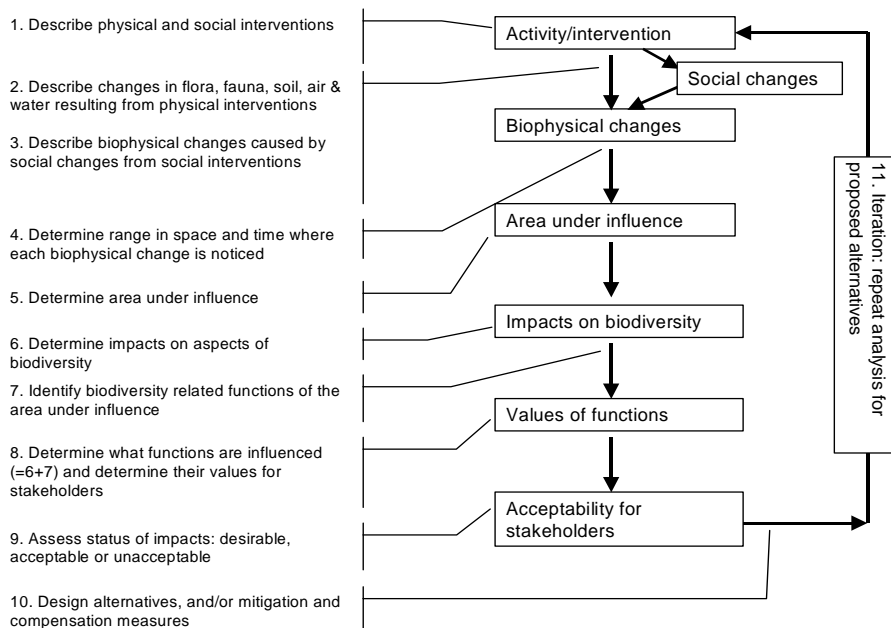 1. Describe physical and social interventions
2. Describe changes in flora, fauna, soil, air &
water resulting from physical interventions
3. Describe biophysical changes caused by
social changes from social interventions
4. Determine range in space and time where
each biophysical change is noticed
5. Determine area under influence
6. Determine impacts on aspects of
biodiversity
7. Identify biodiversity related functions of the
area under influence
8. Determine what functions are influenced
(=6+7) and determine their values for
stakeholders
9. Assess status of impacts: desirable,
acceptable or unacceptable
10. Design alternatives, and/or mitigation and
compensation measures
Activity/intervention
Social changes
Biophysical changes
Area under influence
Impacts on biodiversity
Values of functions
Acceptability for
stakeholders
11. Iteration: repeat analysis for
proposed alternatives